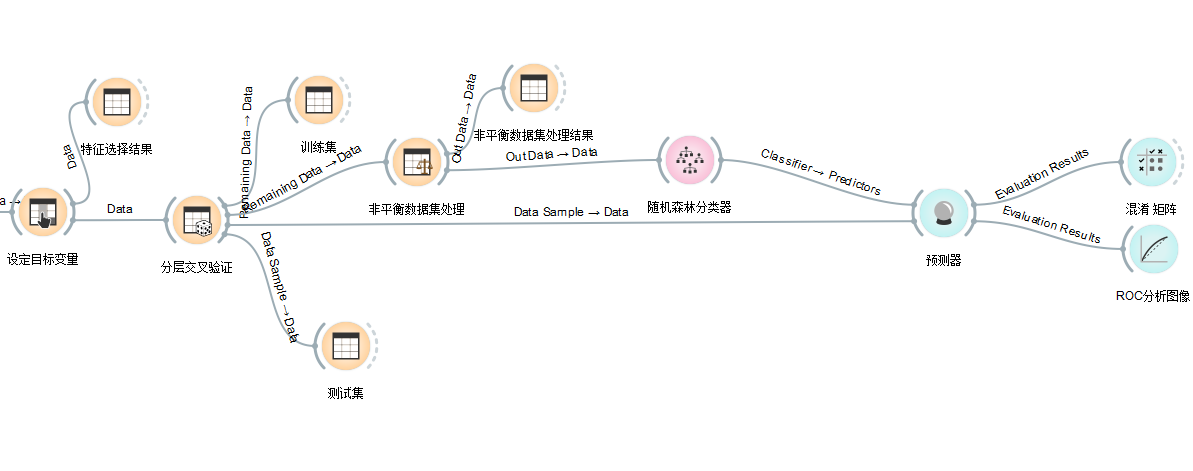 Out Data → Data
Remaining Data → Data
非平衡数据集处理结果
特征选择结果
训练集
Data
Remaining Data → Data
Out Data → Data
Classifier → Predictors
Evaluation Results
a →
Data
非平衡数据集处理
随机森林分类器
Data Sample → Data
混淆 矩阵
Evaluation Results
设定目标变量
分层交叉验证
预测器
Data Sample → Data
ROC分析图像
测试集